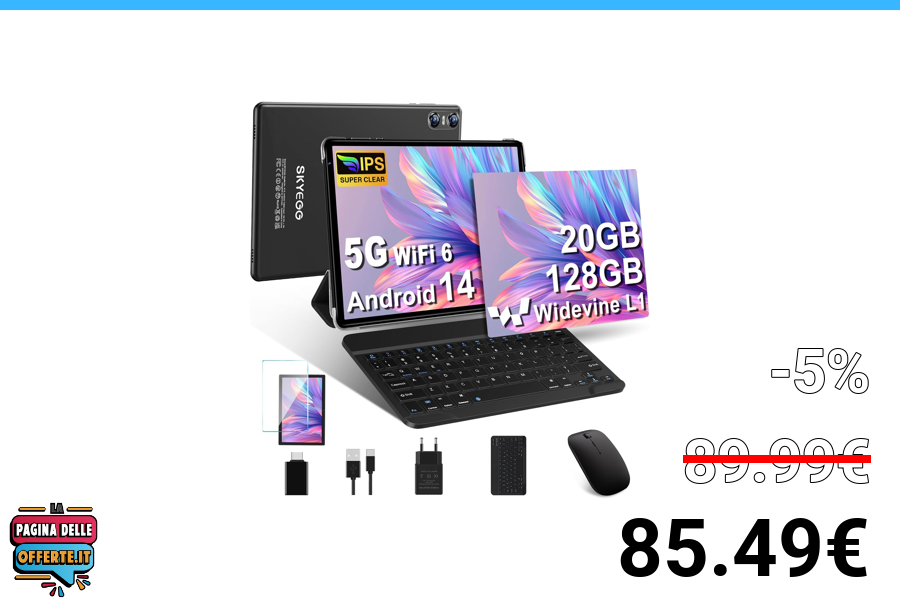 SKYEGG
IPS
SUPER CLEAR
5G WiFi 6
Android 14
20GB
128GB
Widevine L1
-5%
89.99€
85.49€
LA
PAGINA DELLE
OFFERTE.IT